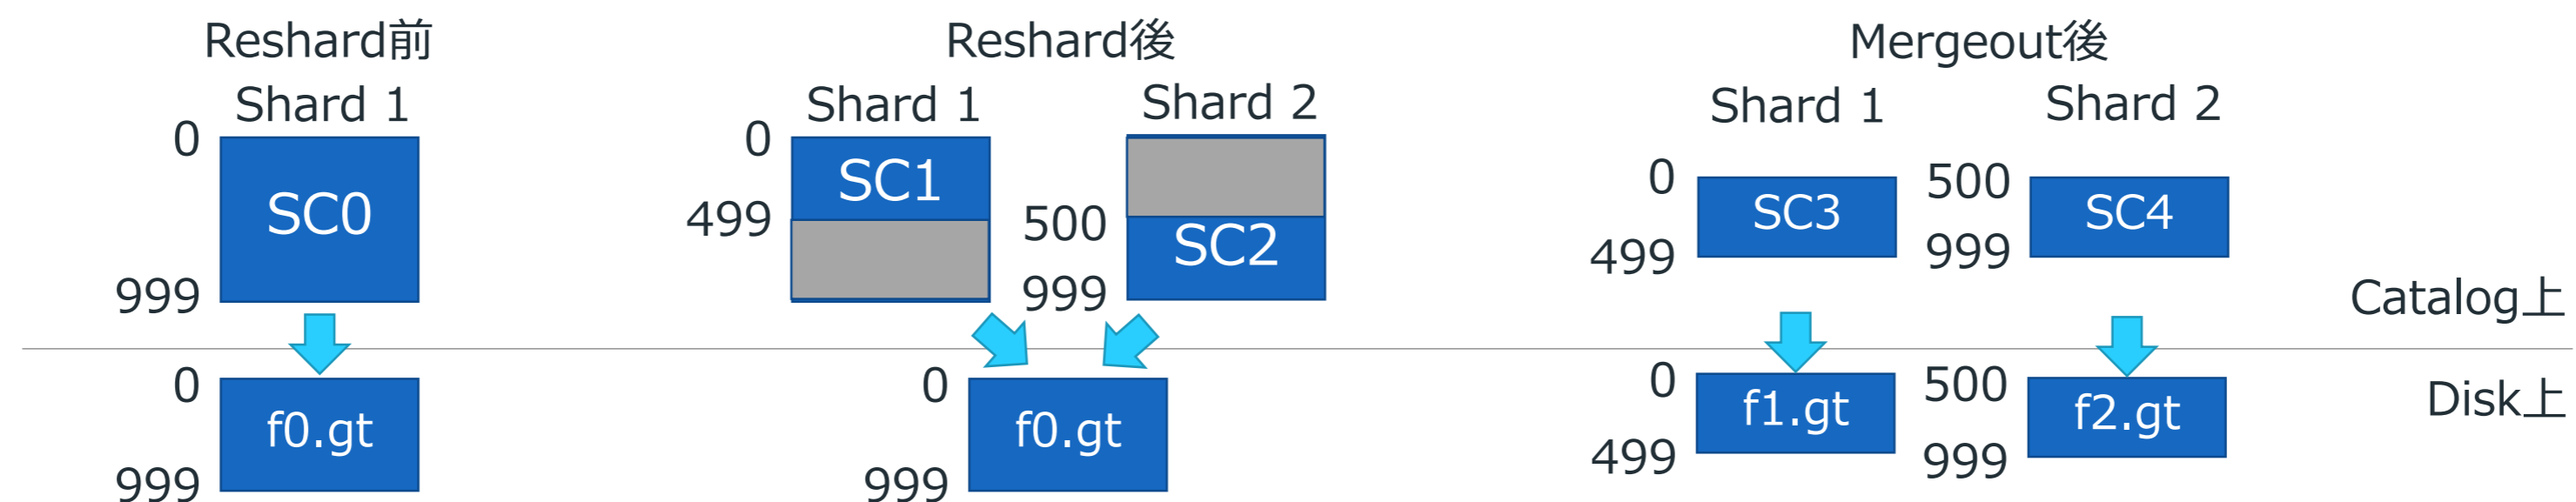 Reshard前
Shard 1
0
SC0
999
0
f0.gt
999
Reshard後
Shard 1
Shard 2
0
SC1
499
500
SC2
999
0
f0.gt
999
Mergeout後
Shard 1
Shard 2
0
SC3
499
500
SC4
999
Catalog上
0
f1.gt
499
500
f2.gt
999
Disk上